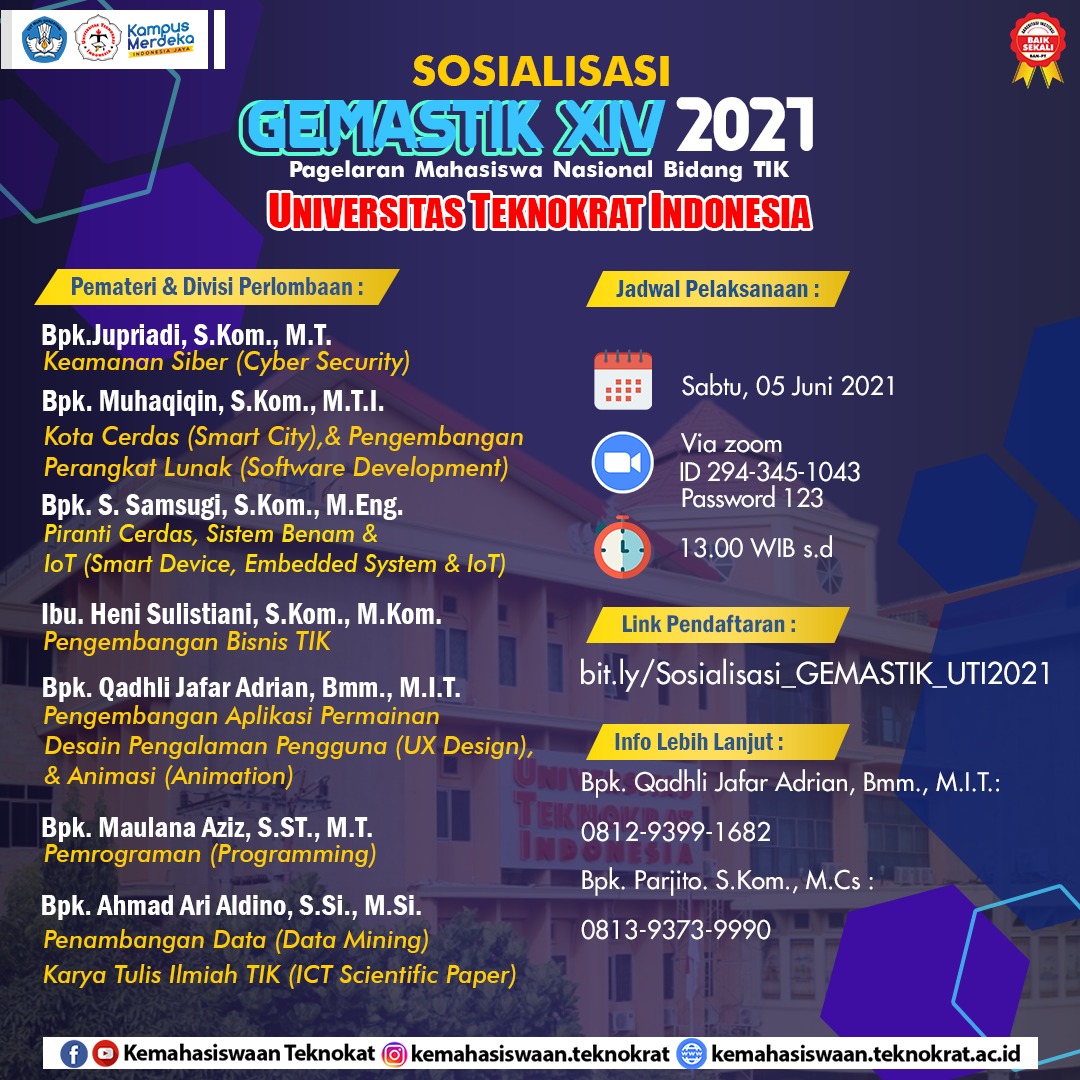 Kampus
Merdeka
INDONESIA JAYA
BAIK
SEKALI
BAN-PT
SOSIALISASI
GEMASTIK XIV 2021
Pagelaran Mahasiswa Nasional Bidang TIK
UNIVERSITAS TEKNOKRAT INDONESIA
Pemateri & Divisi Perlombaan :
Bpk.Jupriadi, S.Kom., M.T.
Keamanan Siber (Cyber Security)
Bpk. Muhaqiqin, S.Kom., M.T.I.
Kota Cerdas (Smart City),& Pengembangan
Perangkat Lunak (Software Development)
Bpk. S. Samsugi, S.Kom., M.Eng.
Piranti Cerdas, Sistem Benam &
IoT (Smart Device, Embedded System & IoT)
Ibu. Heni Sulistiani, S.Kom., M.Kom.
Pengembangan Bisnis TIK
Bpk. Qadhli Jafar Adrian, Bmm., M.I.T.
Pengembangan Aplikasi Permainan
Desain Pengalaman Pengguna (UX Design),
& Animasi (Animation)
Bpk. Maulana Aziz, S.ST., M.T.
Pemrograman (Programming)
Bpk. Ahmad Ari Aldino, S.Si., M.Si.
Penambangan Data (Data Mining)
Karya Tulis Ilmiah TIK (ICT Scientific Paper)
Jadwal Pelaksanaan :
Sabtu, 05 Juni 2021
Via zoom
ID 294-345-1043
Password 123
13.00 WIB s.d
Link Pendaftaran :
bit.ly/Sosialisasi_GEMASTIK_UTI2021
Info Lebih Lanjut :
Bpk. Qadhli Jafar Adrian, Bmm., M.I.T.:
0812-9399-1682
Bpk. Parjito. S.Kom., M.Cs :
0813-9373-9990
UNIVERSITAS
TEKNOKRAT
INDONESIA
Kemahasiswaan Teknokat
kemahasiswaan.teknokrat
kemahasiswaan.teknokrat.ac.id